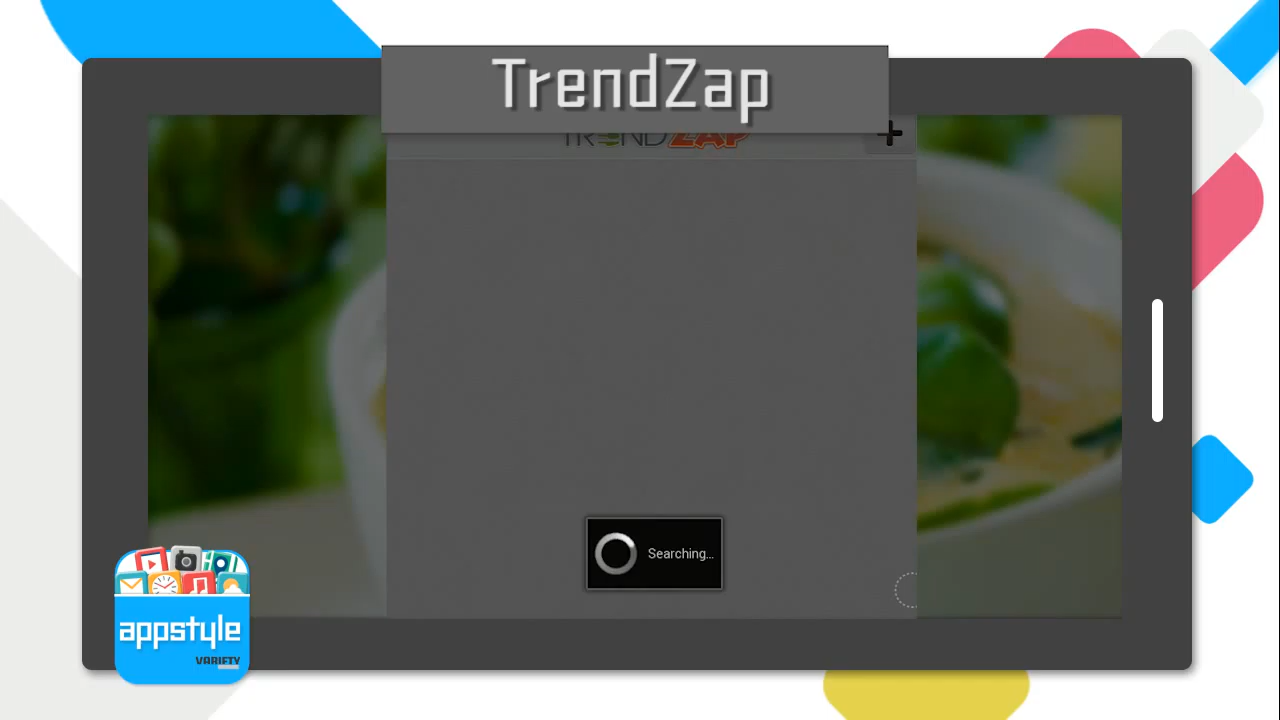 TrendZap
TRENDZAP
Searching...
appstyle
VARIETY